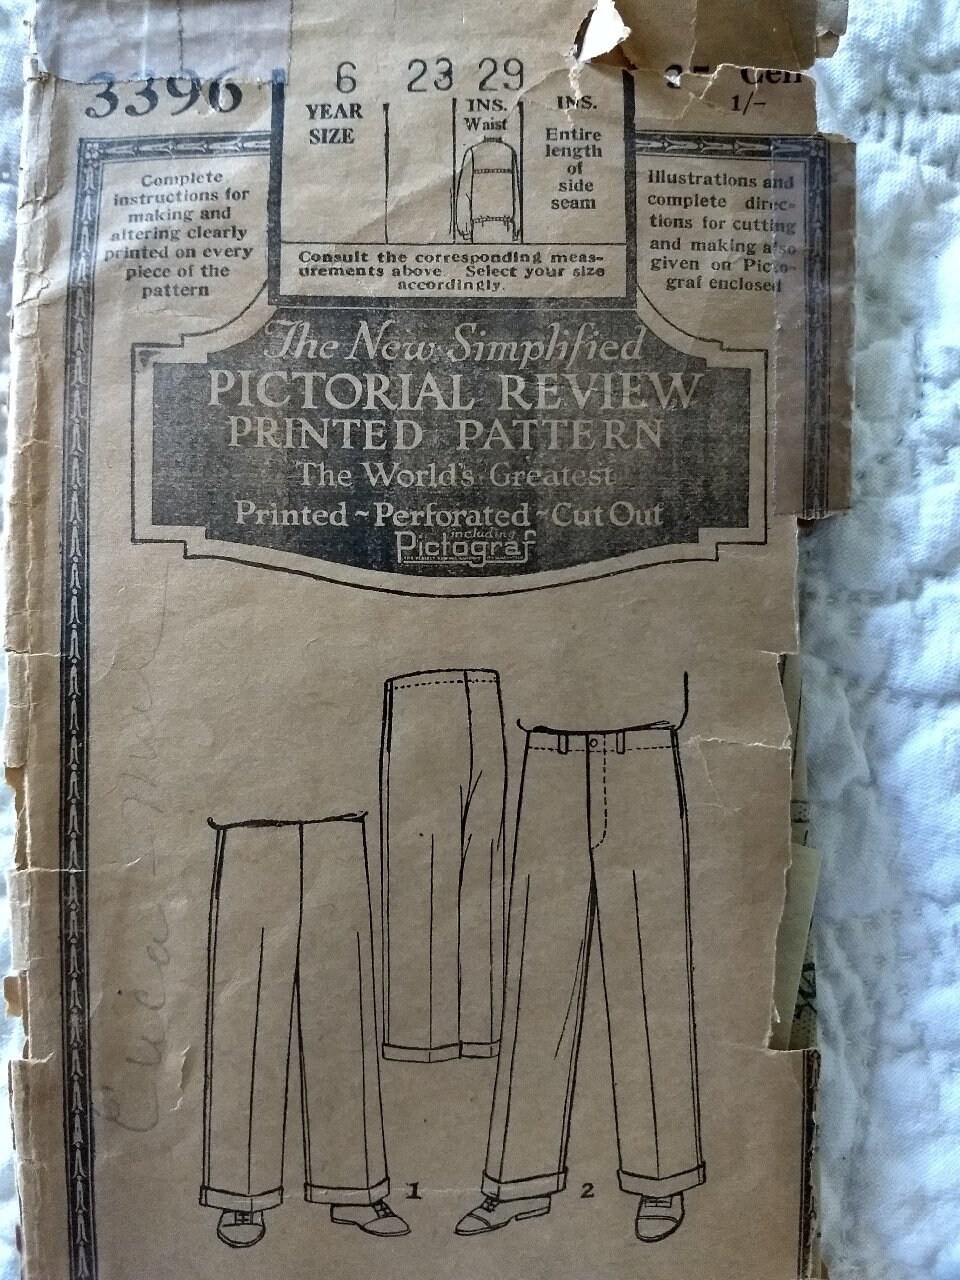 3396
6 23 29
YEAR
SIZE
INS.
Waist
INS.
Entire
length
of
side
seam
1/-
Complete
instructions for
making and
altering clearly
printed on every
piece of the
pattern
Illustrations and
complete direc-
tions for cutting
and making also
given on Picto-
graf enclosed
Consult the corresponding meas-
urements above. Select your size
accordingly.
The New Simplified
PICTORIAL REVIEW
PRINTED PATTERN
The World's Greatest
Printed ~ Perforated ~ Cut Out
including
Pictograf
1
2